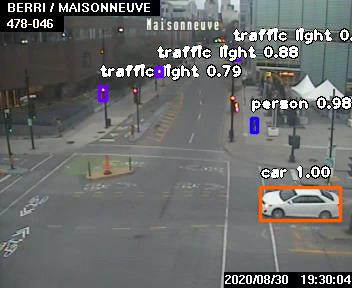 BERRI / MAISONNEUVE
478-046
Maisonneuve
traffic light 0.
traffic light 0.88
traffic light 0.79
person 0.98
car 1.00
2020/08/30 19:30:04